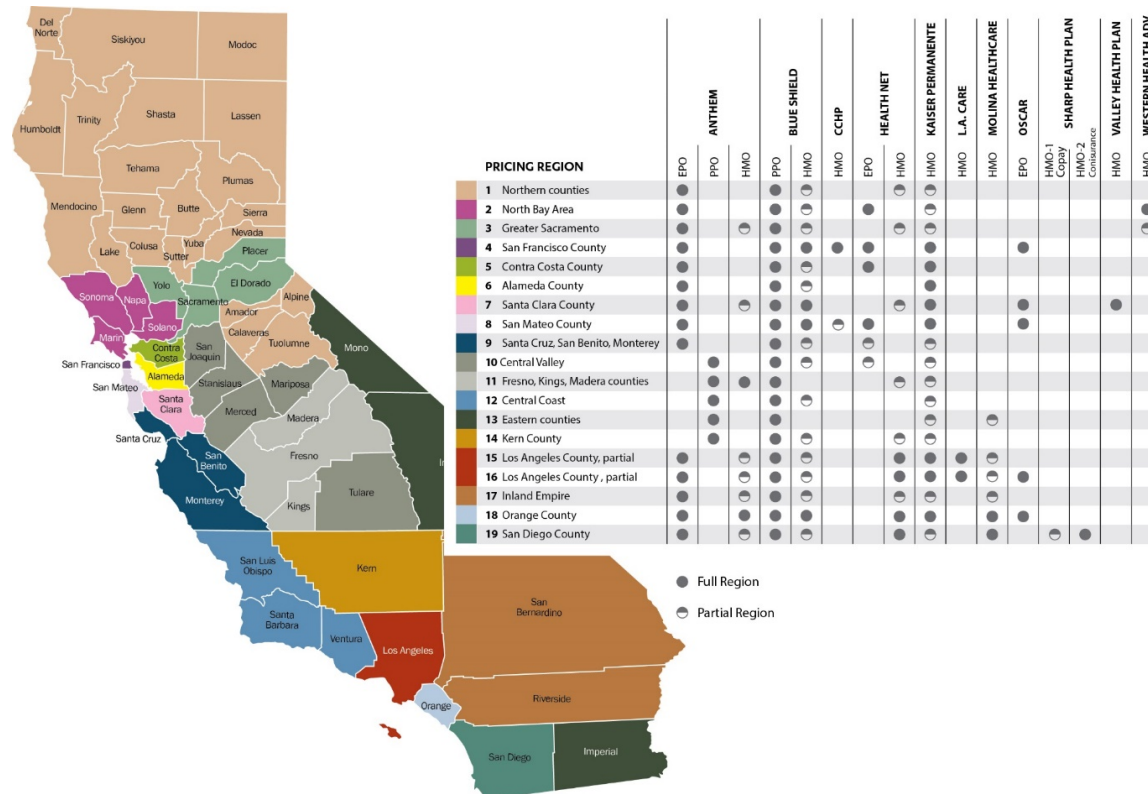 Del
Norte
Siskiyou
Modoc
Humboldt
Trinity
Shasta
Lassen
Tehama
Plumas
Mendocino
Glenn
Butte
Sierra
Lake
Colusa
Sutter
Yuba
Nevada
Placer
Sonoma
Napa
Yolo
Sacramento
El Dorado
Alpine
Amador
Marin
Solano
Calaveras
Tuolumne
Mono
Contra
Costa
San
Joaquin
San Francisco
Alameda
San Mateo
Stanislaus
Mariposa
Santa
Clara
Merced
Madera
Santa Cruz
San
Benito
Fresno
Monterey
Kings
Tulare
San Luis
Obispo
Kern
Santa
Barbara
Ventura
Los Angeles
San
Bernardino
Orange
Riverside
San Diego
Imperial
ANTHEM
BLUE SHIELD
CCHP
HEALTH NET
KAISER PERMANENTE
L.A. CARE
MOLINA HEALTHCARE
OSCAR
SHARP HEALTH PLAN
VALLEY HEALTH PLAN
WESTERN HEALTH ADV
PRICING REGION
EPO
PPO
HMO
PPO
HMO
HMO
EPO
HMO
HMO
HMO
HMO
EPO
HMO-1
Copay
HMO-2
Conisurance
HMO
HMO
1 Northern counties
2 North Bay Area
3 Greater Sacramento
4 San Francisco County
5 Contra Costa County
6 Alameda County
7 Santa Clara County
8 San Mateo County
9 Santa Cruz, San Benito, Monterey
10 Central Valley
11 Fresno, Kings, Madera counties
12 Central Coast
13 Eastern counties
14 Kern County
15 Los Angeles County, partial
16 Los Angeles County , partial
17 Inland Empire
18 Orange County
19 San Diego County
Full Region
Partial Region